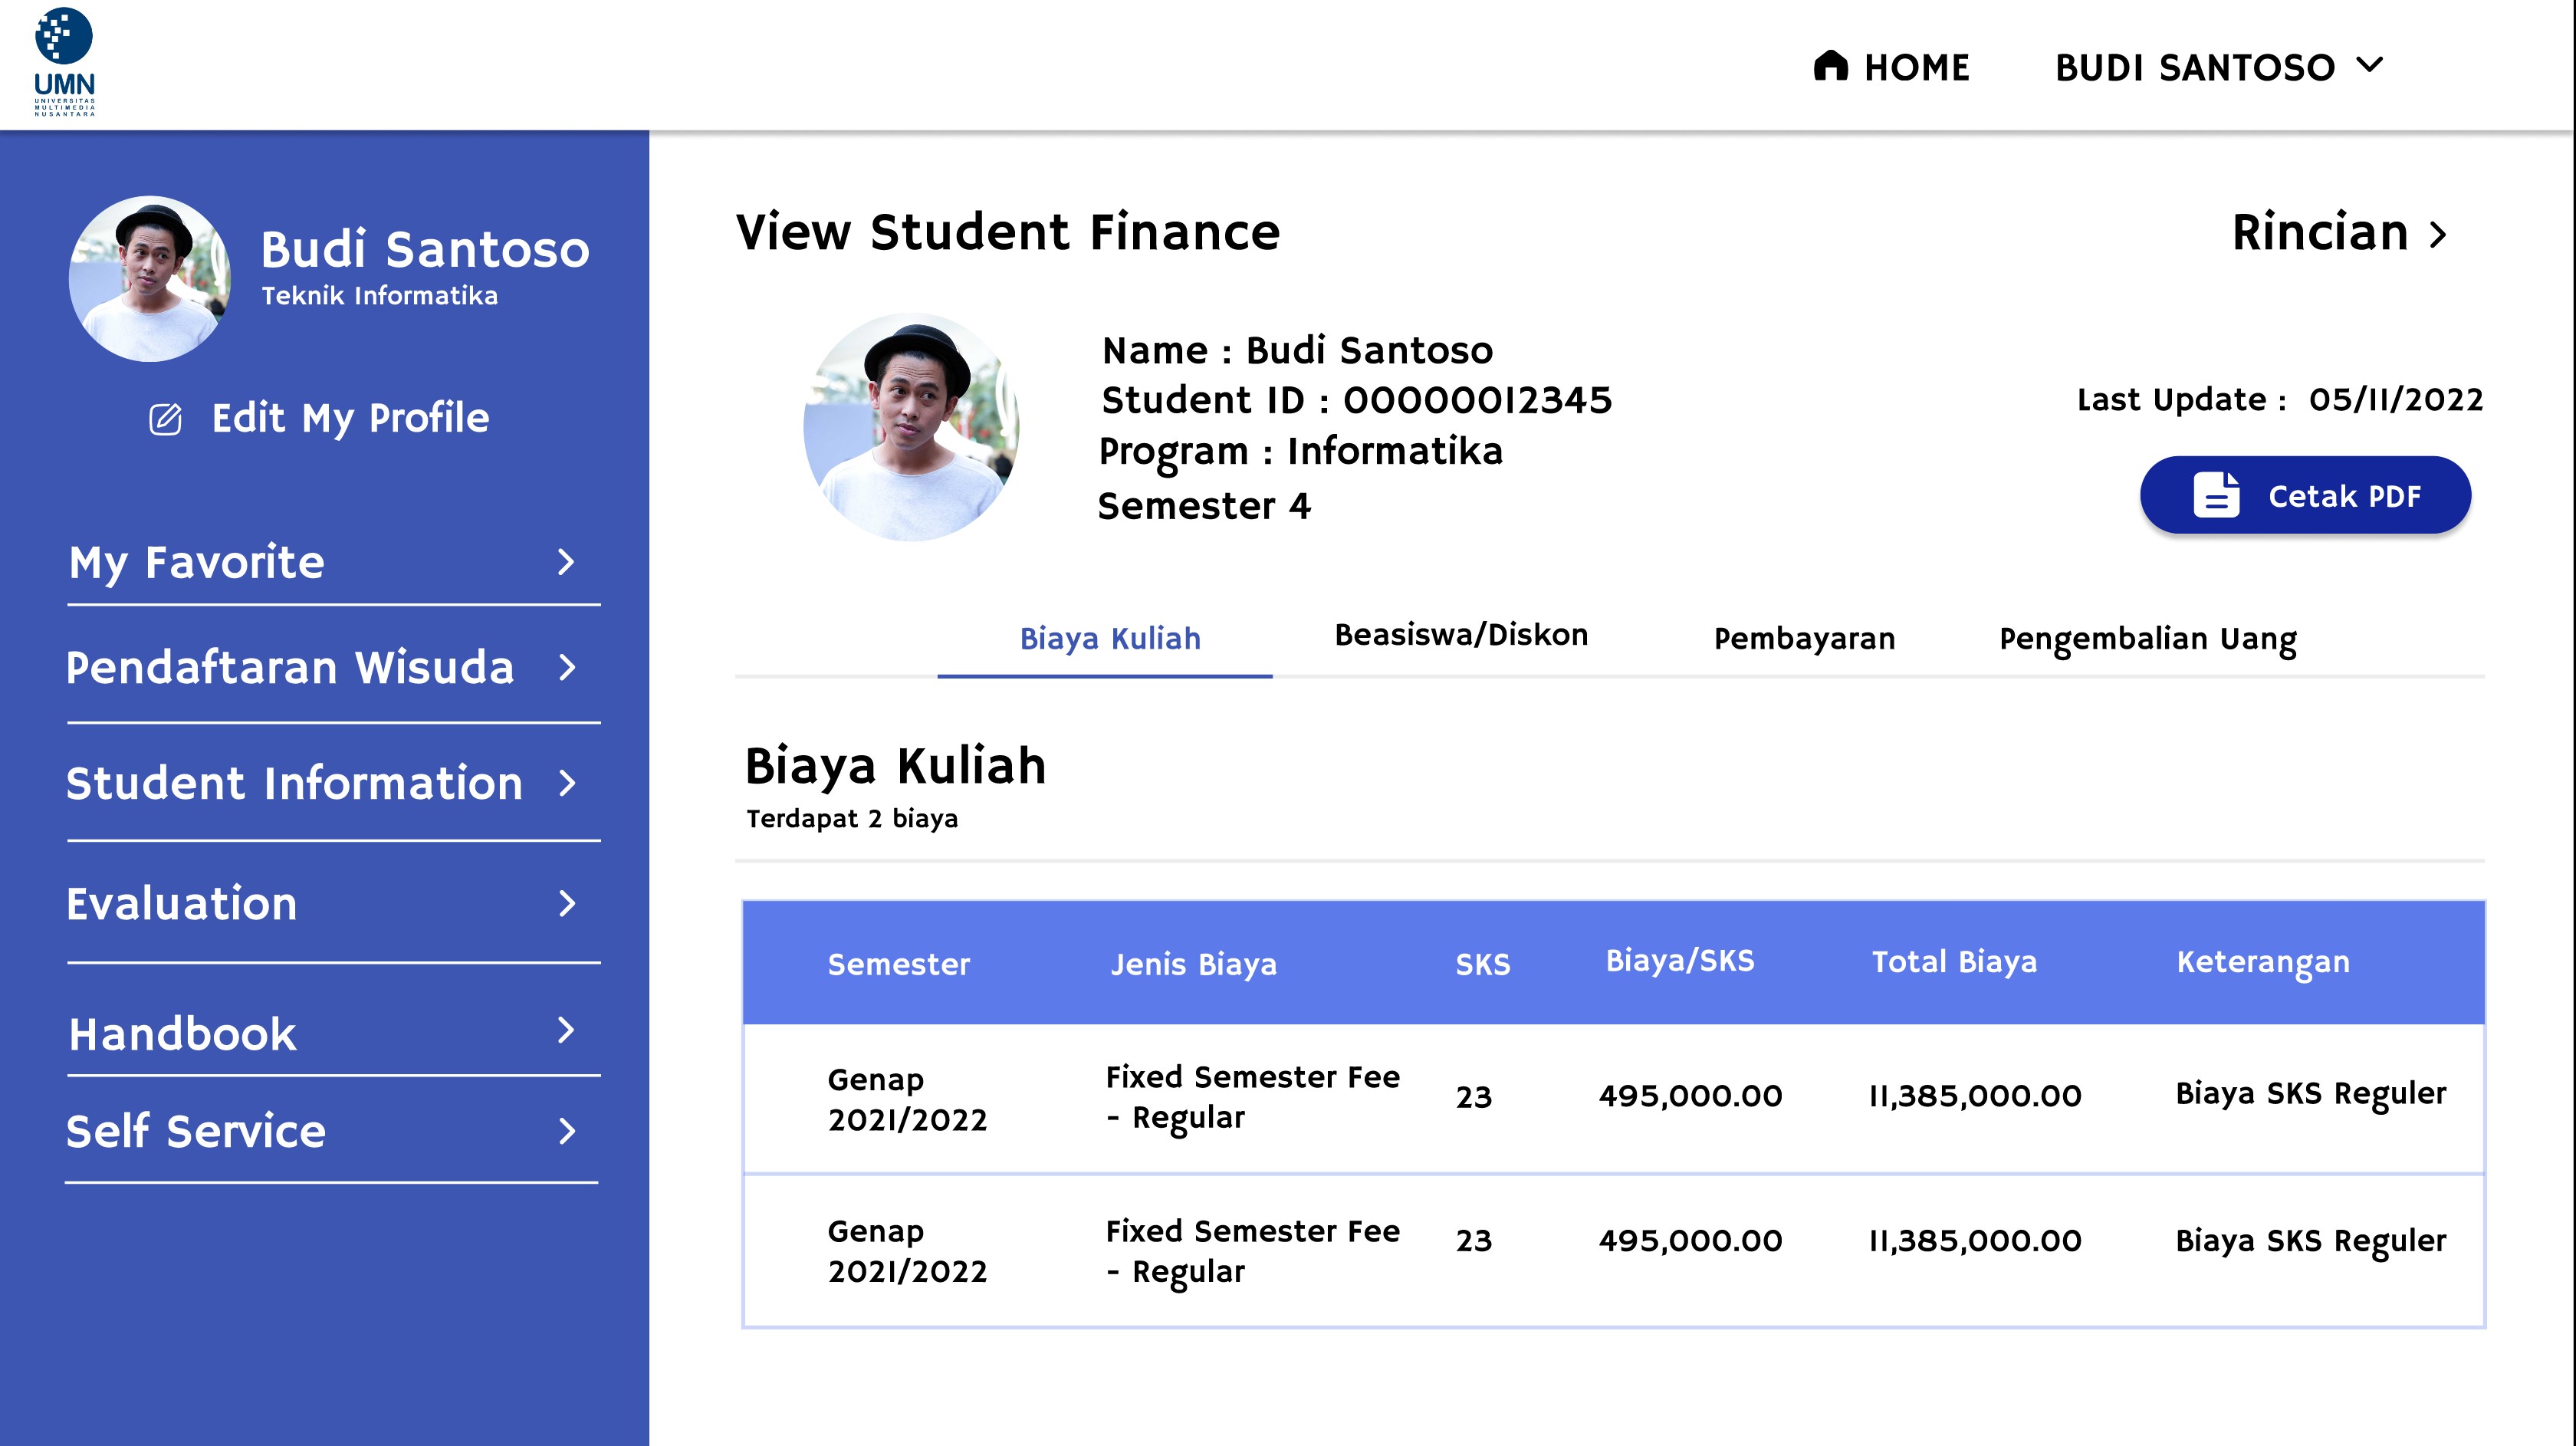 UMN
UNIVERSITAS
MULTIMEDIA
NUSANTARA
HOME
BUDI SANTOSO
Budi Santoso
Teknik Informatika
Edit My Profile
My Favorite
Pendaftaran Wisuda
Student Information
Evaluation
Handbook
Self Service
View Student Finance
Rincian
Name : Budi Santoso
Student ID : 00000012345
Program : Informatika
Semester 4
Last Update : 05/11/2022
Cetak PDF
Biaya Kuliah Beasiswa/Diskon Pembayaran Pengembalian Uang
Biaya Kuliah
Terdapat 2 biaya
Semester Jenis Biaya SKS Biaya/SKS Total Biaya Keterangan
Genap
2021/2022
Fixed Semester Fee
- Regular
23
495,000.00
11,385,000.00
Biaya SKS Reguler
Genap
2021/2022
Fixed Semester Fee
- Regular
23
495,000.00
11,385,000.00
Biaya SKS Reguler